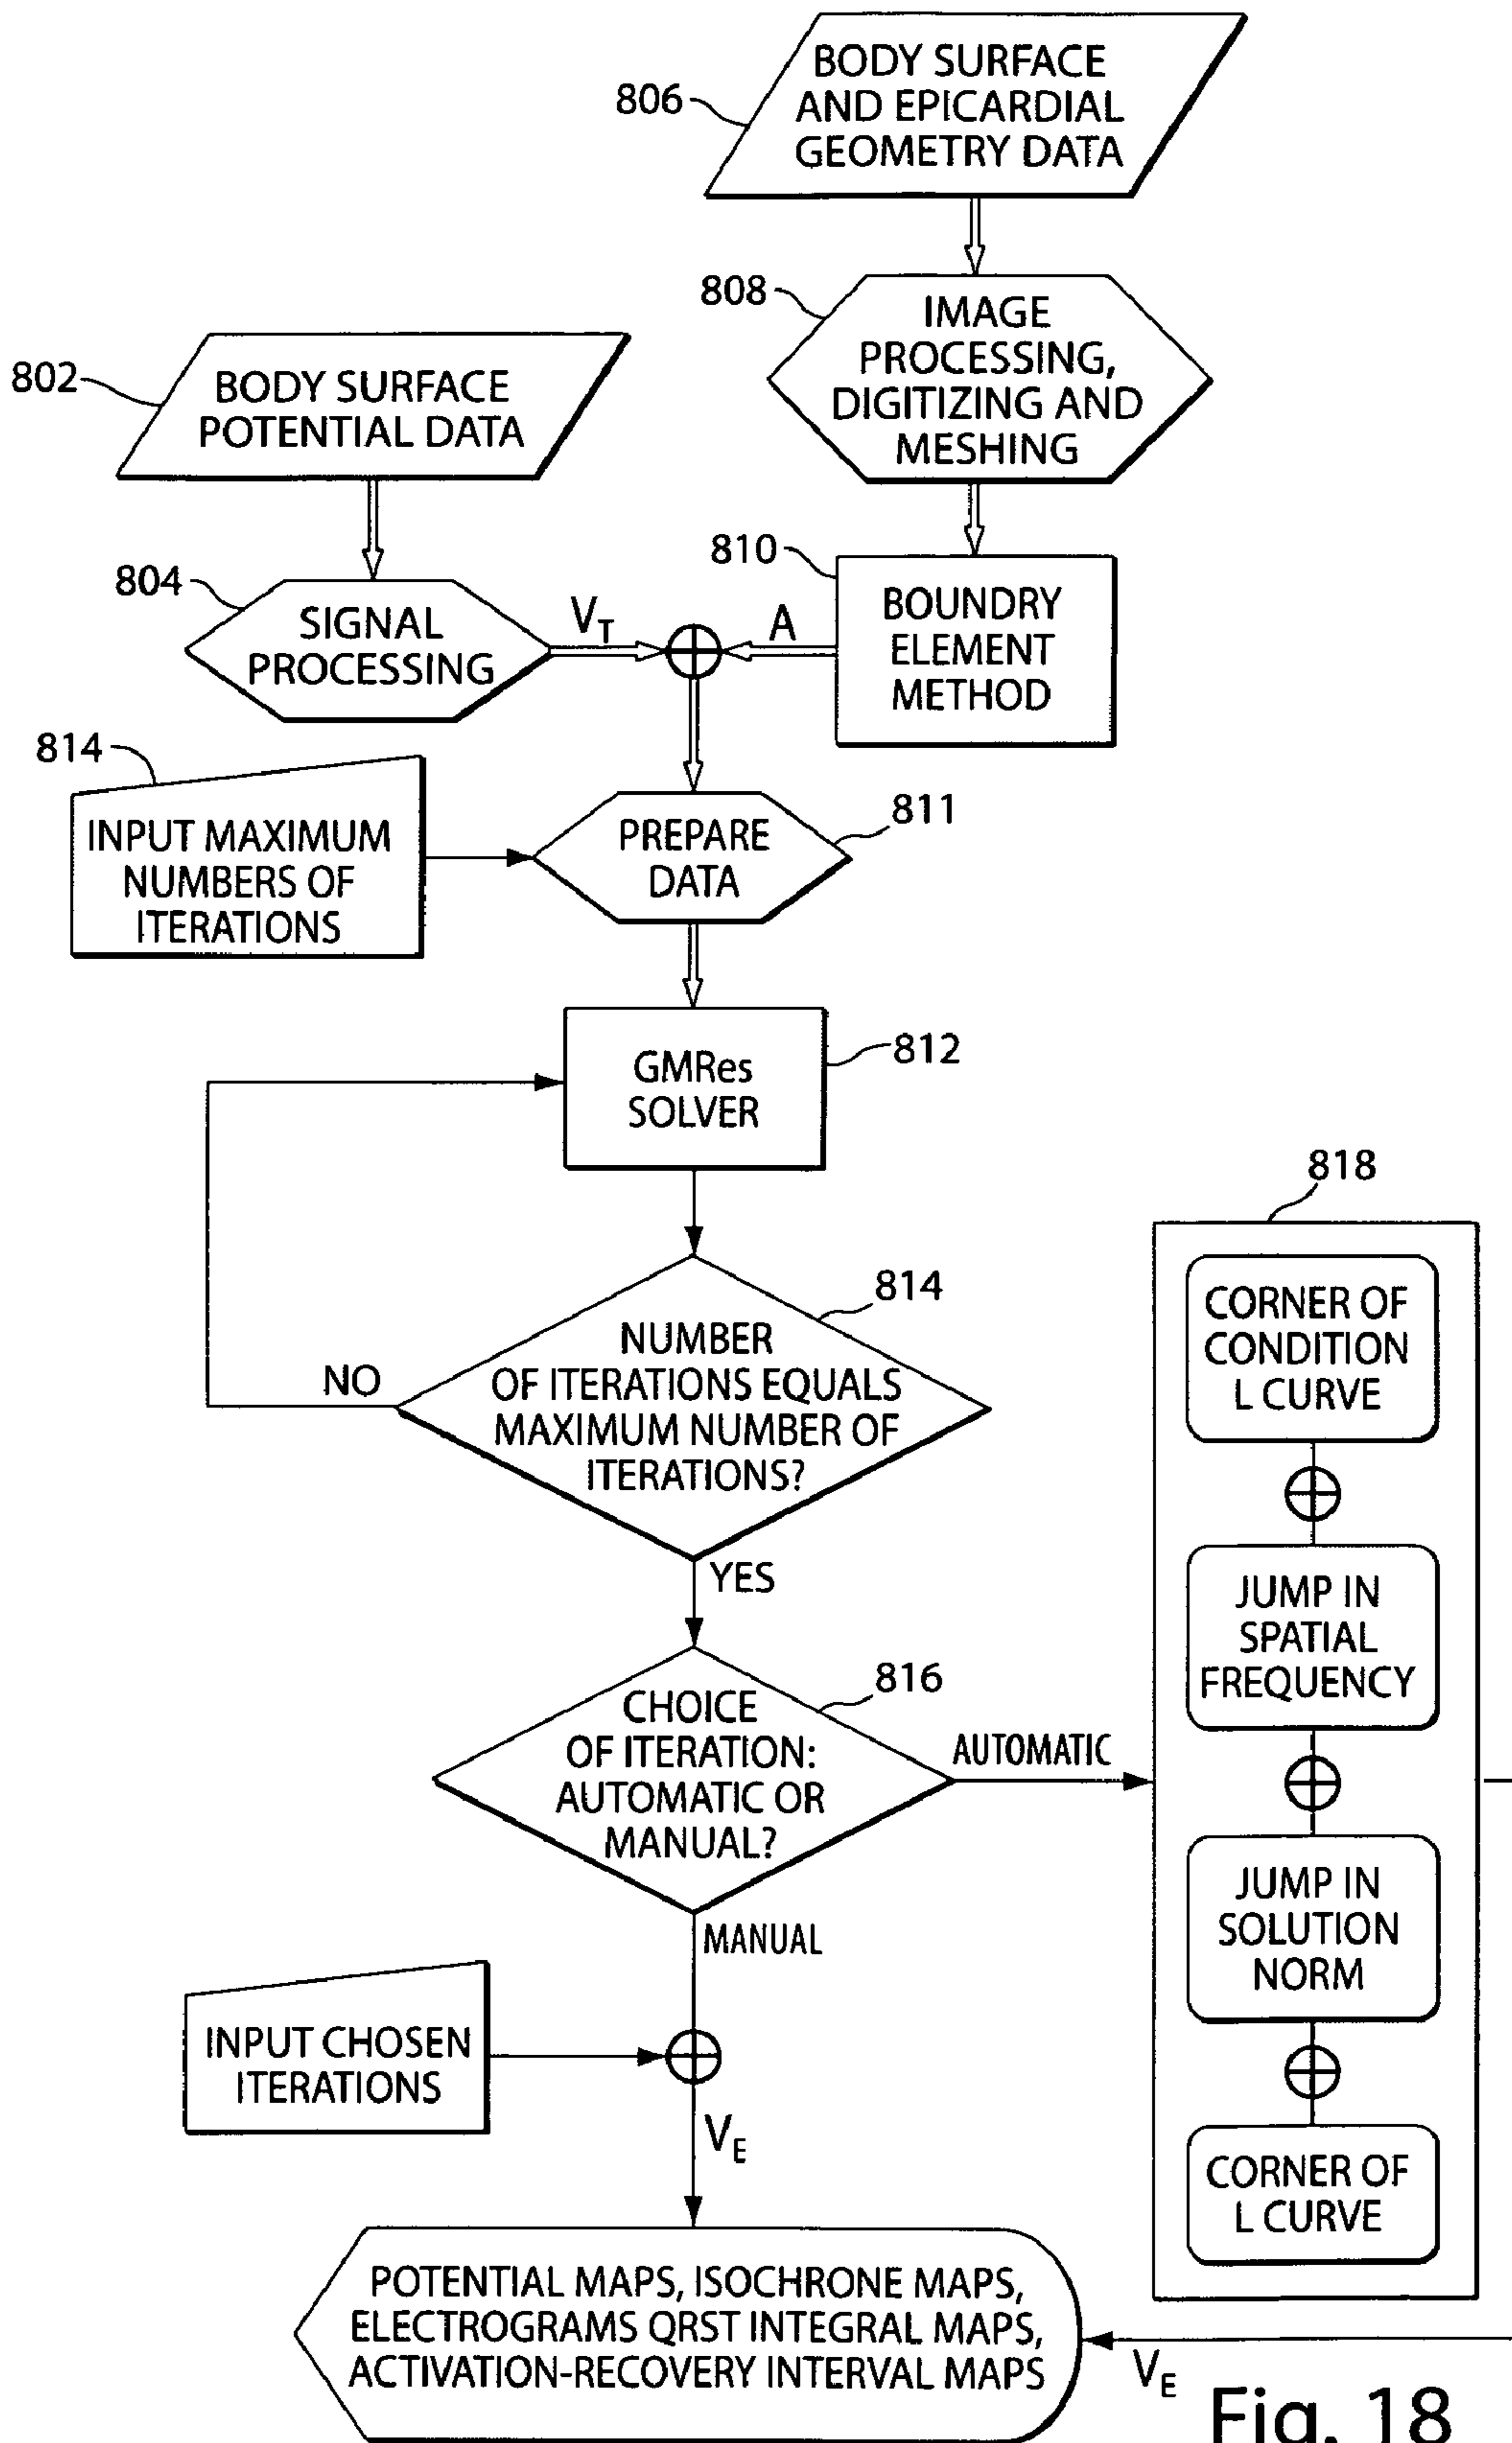 806
BODY SURFACE
AND EPICARDIAL
GEOMETRY DATA
808
IMAGE
PROCESSING,
DIGITIZING AND
MESHING
802
BODY SURFACE
POTENTIAL DATA
804
SIGNAL
PROCESSING
VT
A
810
BOUNDRY
ELEMENT
METHOD
814
INPUT MAXIMUM
NUMBERS OF
ITERATIONS
811
PREPARE
DATA
812
GMRes
SOLVER
814
NUMBER
OF ITERATIONS EQUALS
MAXIMUM NUMBER OF
ITERATIONS?
NO
YES
816
CHOICE
OF ITERATION:
AUTOMATIC OR
MANUAL?
AUTOMATIC
MANUAL
818
CORNER OF
CONDITION
L CURVE
JUMP IN
SPATIAL
FREQUENCY
JUMP IN
SOLUTION
NORM
CORNER OF
L CURVE
INPUT CHOSEN
ITERATIONS
VE
POTENTIAL MAPS, ISOCHRONE MAPS,
ELECTROGRAMS QRST INTEGRAL MAPS,
ACTIVATION-RECOVERY INTERVAL MAPS
VE
Fig. 18